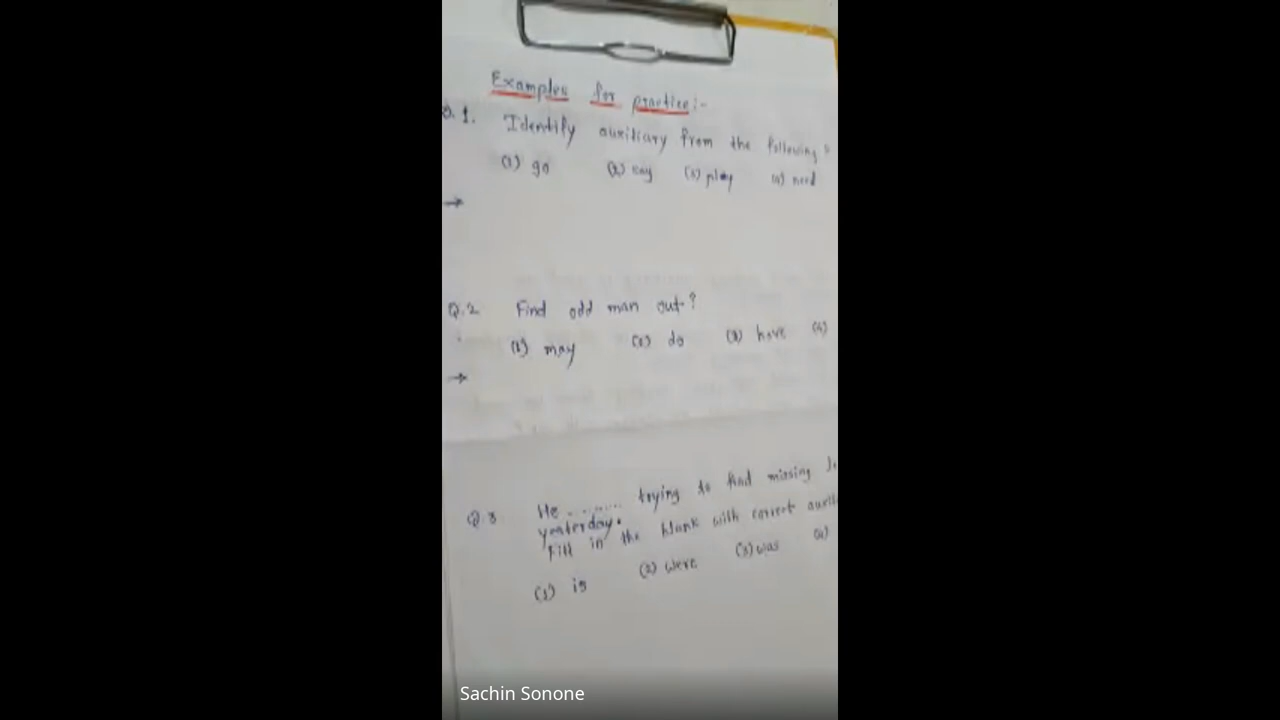 Examples for practice:-
Q.1. Identify auxiliary from the following?
(1) go (2) say (3) play (4) need
→
Q.2 Find odd man out-?
(1) may (2) do (3) have (4)
→
Q.3 He ........ trying to find missing
yesterday.
Fill in the blank with correct
(1) is (2) were (3) was (4)
Sachin Sonone